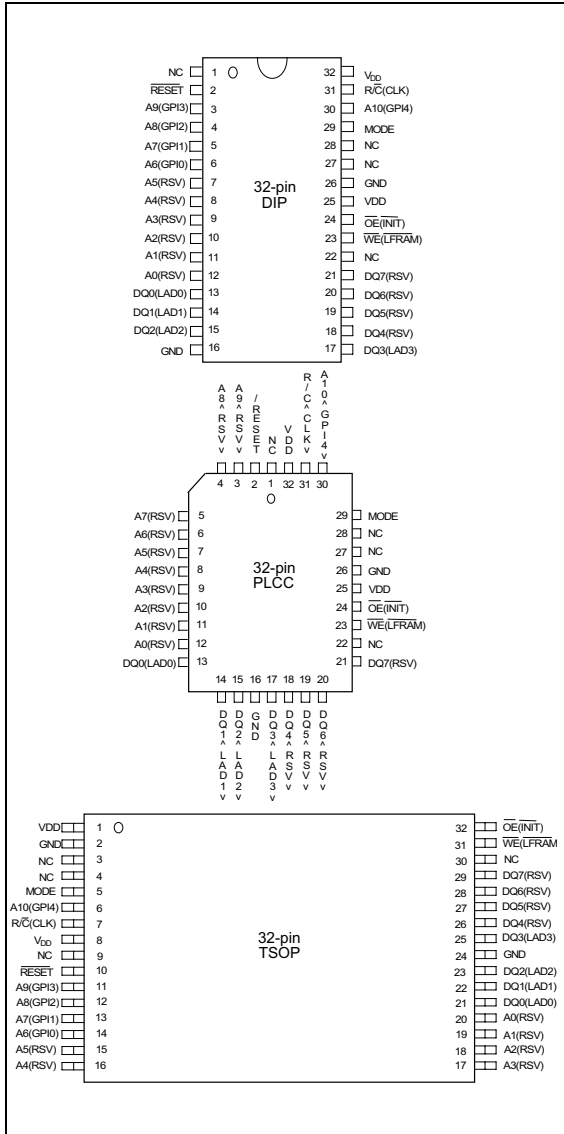 NC 1 32 VDD
RESET 2 31 R/C(CLK)
A9(GPI3) 3 30 A10(GPI4)
A8(GPI2) 4 29 MODE
A7(GPI1) 5 28 NC
A6(GPI0) 6 27 NC
A5(RSV) 7 26 GND
A4(RSV) 8 25 VDD
A3(RSV) 9 24 OE(INIT)
A2(RSV) 10 23 WE(LFRAM)
A1(RSV) 11 22 NC
A0(RSV) 12 21 DQ7(RSV)
DQ0(LAD0) 13 20 DQ6(RSV)
DQ1(LAD1) 14 19 DQ5(RSV)
DQ2(LAD2) 15 18 DQ4(RSV)
GND 16 17 DQ3(LAD3)
32-pin
DIP
A8^RSV> A9^RSV> /RESET NC VDD R/C^CLK> A10^GPI4>
4 3 2 1 32 31 30
A7(RSV) 5 29 MODE
A6(RSV) 6 28 NC
A5(RSV) 7 27 NC
A4(RSV) 8 26 GND
A3(RSV) 9 25 VDD
A2(RSV) 10 24 OE(INIT)
A1(RSV) 11 23 WE(LFRAM)
A0(RSV) 12 22 NC
DQ0(LAD0) 13 21 DQ7(RSV)
32-pin
PLCC
14 15 16 17 18 19 20
DQ1^LAD1> DQ2^LAD2> GND DQ3^LAD3> DQ4^RSV> DQ5^RSV> DQ6^RSV>
VDD 1 32 OE(INIT)
GND 2 31 WE(LFRAM
NC 3 30 NC
NC 4 29 DQ7(RSV)
MODE 5 28 DQ6(RSV)
A10(GPI4) 6 27 DQ5(RSV)
R/C(CLK) 7 26 DQ4(RSV)
VDD 8 25 DQ3(LAD3)
NC 9 24 GND
RESET 10 23 DQ2(LAD2)
A9(GPI3) 11 22 DQ1(LAD1)
A8(GPI2) 12 21 DQ0(LAD0)
A7(GPI1) 13 20 A0(RSV)
A6(GPI0) 14 19 A1(RSV)
A5(RSV) 15 18 A2(RSV)
A4(RSV) 16 17 A3(RSV)
32-pin
TSOP